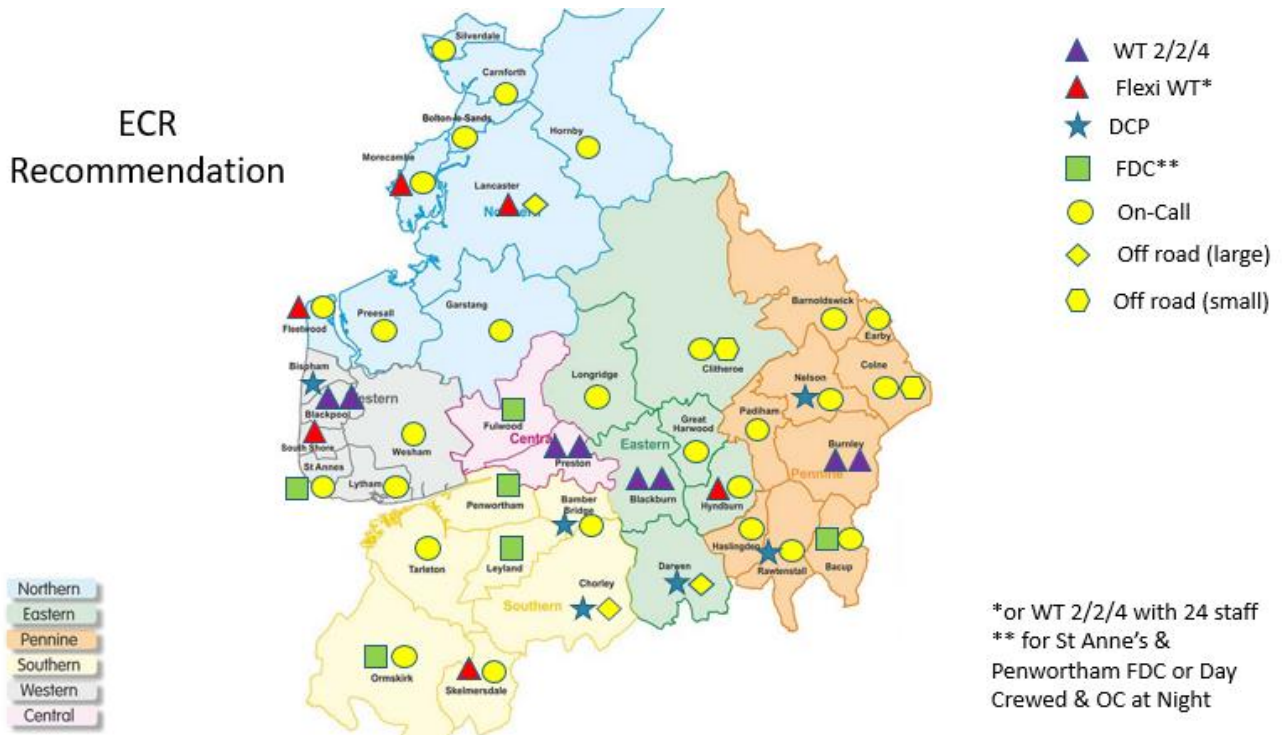 ECR
Recommendation
Silverdale
Carnforth
Bolton-le-Sands
Hornby
Morecambe
Lancaster
Northern
Fleetwood
Preesall
Garstang
Bispham
Blackpool
Western
South Shore
St Annes
Lytham
Wesham
Fulwood
Central
Preston
Longridge
Clitheroe
Great
Harwood
Eastern
Blackburn
Hyndburn
Darwen
Barnoldswick
Earby
Colne
Nelson
Padiham
Burnley
Pennine
Haslingden
Rawtenstall
Bacup
Penwortham
Bamber
Bridge
Tarleton
Leyland
Chorley
Southern
Ormskirk
Skelmersdale
WT 2/2/4
Flexi WT*
DCP
FDC**
On-Call
Off road (large)
Off road (small)
Northern
Eastern
Pennine
Southern
Western
Central
*or WT 2/2/4 with 24 staff
** for St Anne's &
Penwortham FDC or Day
Crewed & OC at Night